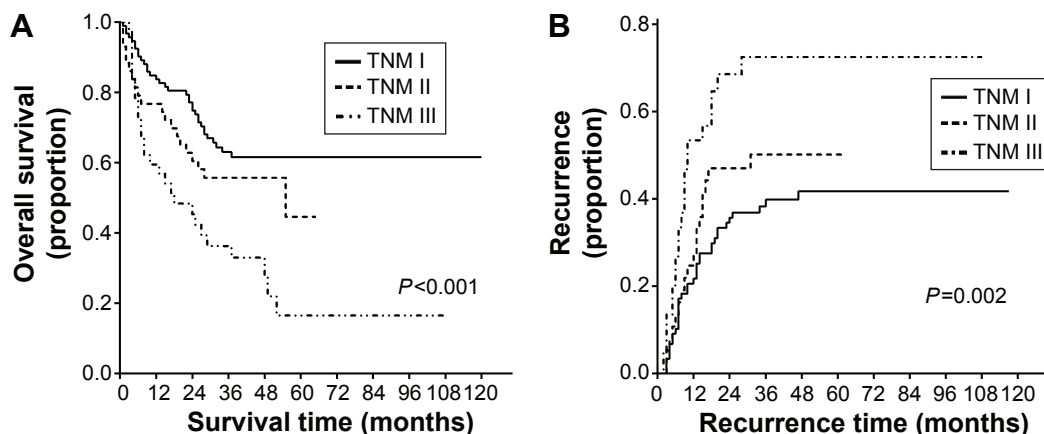 A
Overall survival
(proportion)
1.0
0.8
0.6
0.4
0.2
0.0
TNM I
TNM II
TNM III
P<0.001
0 12 24 36 48 60 72 84 96 108 120
Survival time (months)
B
Recurrence
(proportion)
0.8
0.6
0.4
0.2
0.0
TNM I
TNM II
TNM III
P=0.002
0 12 24 36 48 60 72 84 96 108 120
Recurrence time (months)